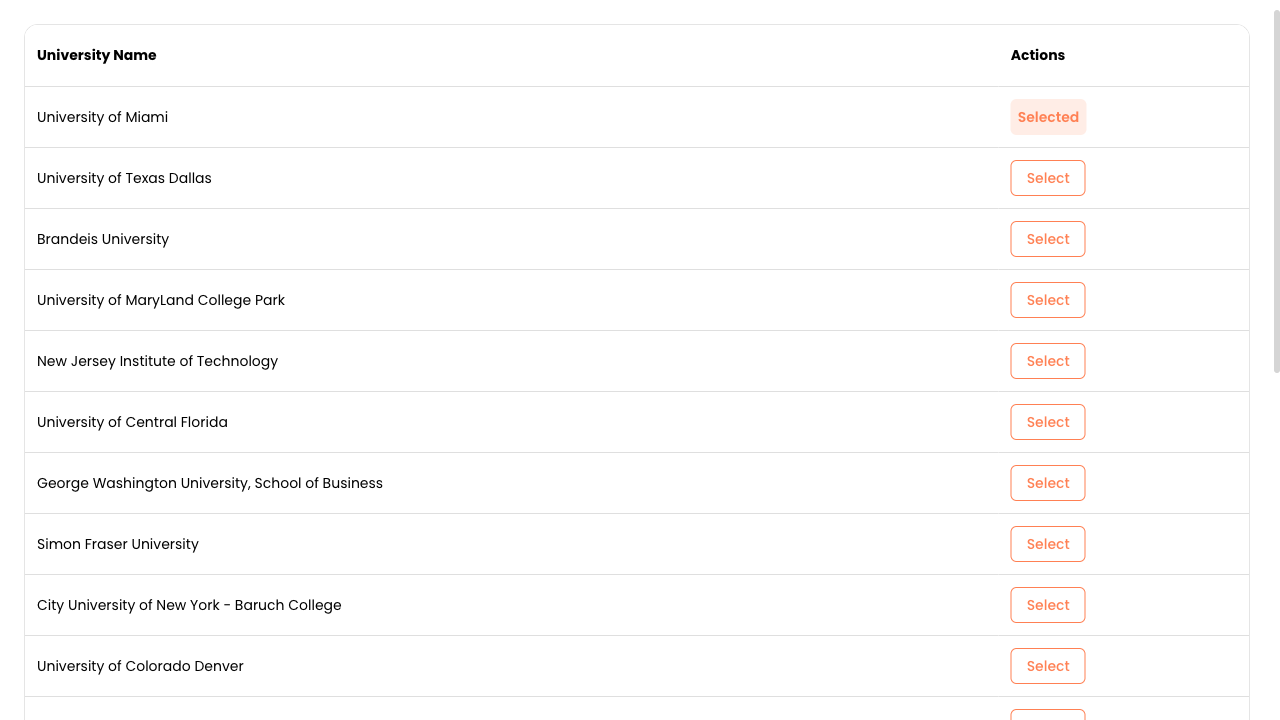 University Name Actions
University of Miami Selected
University of Texas Dallas Select
Brandeis University Select
University of MaryLand College Park Select
New Jersey Institute of Technology Select
University of Central Florida Select
George Washington University, School of Business Select
Simon Fraser University Select
City University of New York - Baruch College Select
University of Colorado Denver Select